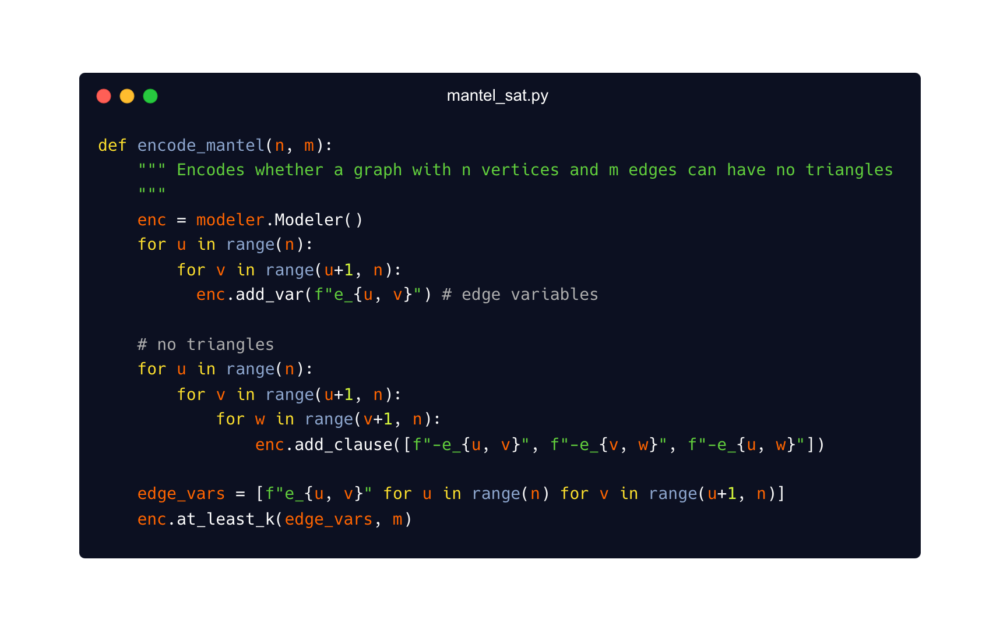 mantel_sat.py
def encode_mantel(n, m):
    """ Encodes whether a graph with n vertices and m edges can have no triangles
    """
    enc = modeler.Modeler()
    for u in range(n):
        for v in range(u+1, n):
          enc.add_var(f"e_{u, v}") # edge variables
    # no triangles
    for u in range(n):
        for v in range(u+1, n):
            for w in range(v+1, n):
                enc.add_clause([f"-e_{u, v}", f"-e_{v, w}", f"-e_{u, w}"])
    edge_vars = [f"e_{u, v}" for u in range(n) for v in range(u+1, n)]
    enc.at_least_k(edge_vars, m)